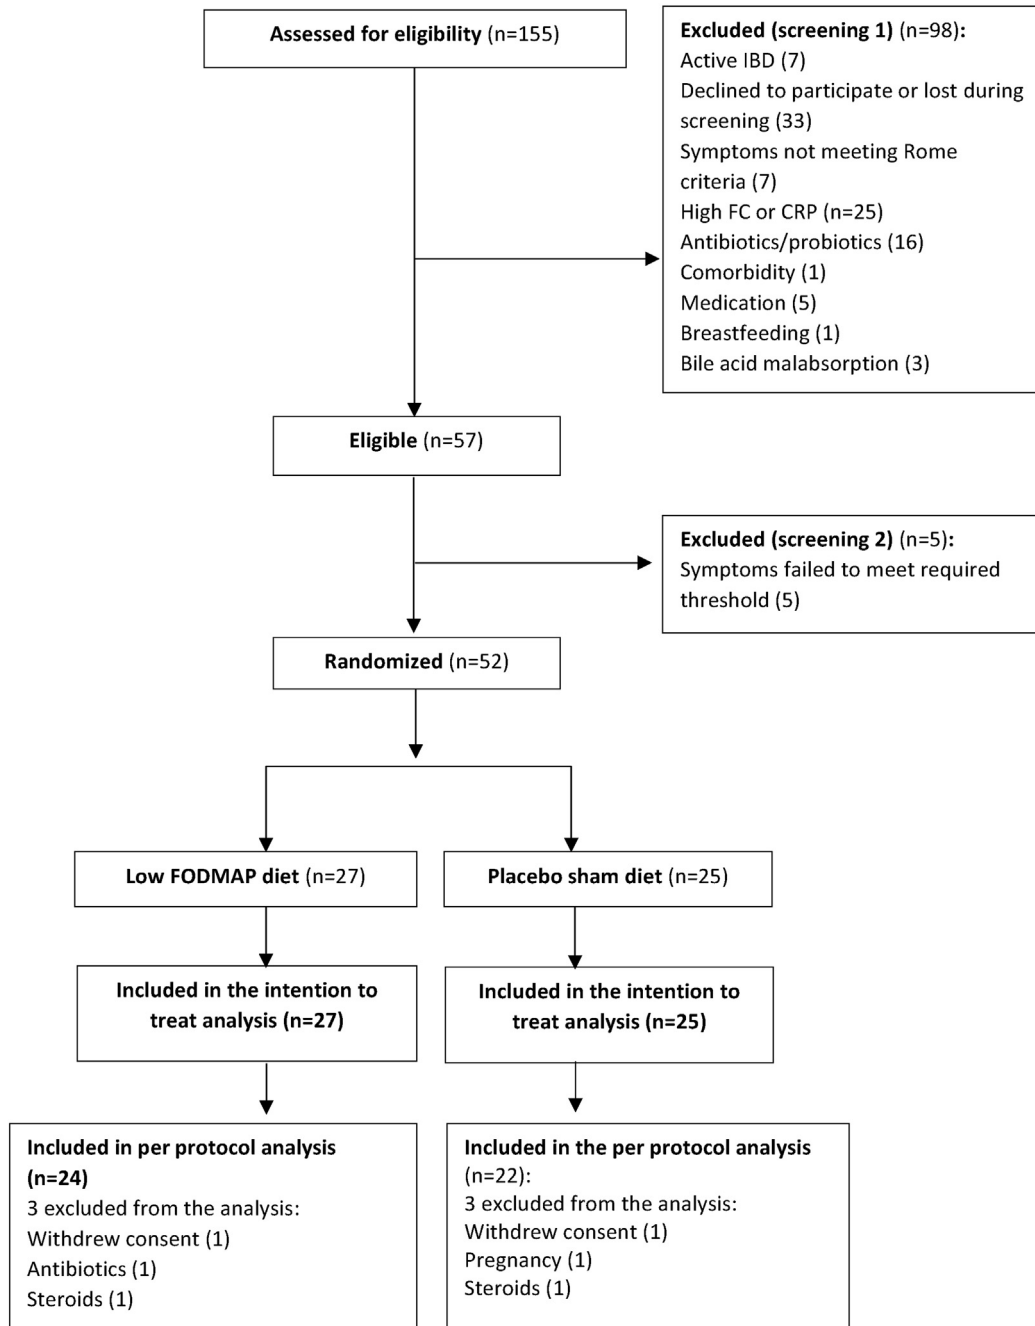 Assessed for eligibility (n=155)
Excluded (screening 1) (n=98):
Active IBD (7)
Declined to participate or lost during
screening (33)
Symptoms not meeting Rome
criteria (7)
High FC or CRP (n=25)
Antibiotics/probiotics (16)
Comorbidity (1)
Medication (5)
Breastfeeding (1)
Bile acid malabsorption (3)
Eligible (n=57)
Excluded (screening 2) (n=5):
Symptoms failed to meet required
threshold (5)
Randomized (n=52)
Low FODMAP diet (n=27)
Placebo sham diet (n=25)
Included in the intention to
treat analysis (n=27)
Included in the intention to
treat analysis (n=25)
Included in per protocol analysis
(n=24)
3 excluded from the analysis:
Withdrew consent (1)
Antibiotics (1)
Steroids (1)
Included in the per protocol analysis
(n=22):
3 excluded from the analysis:
Withdrew consent (1)
Pregnancy (1)
Steroids (1)